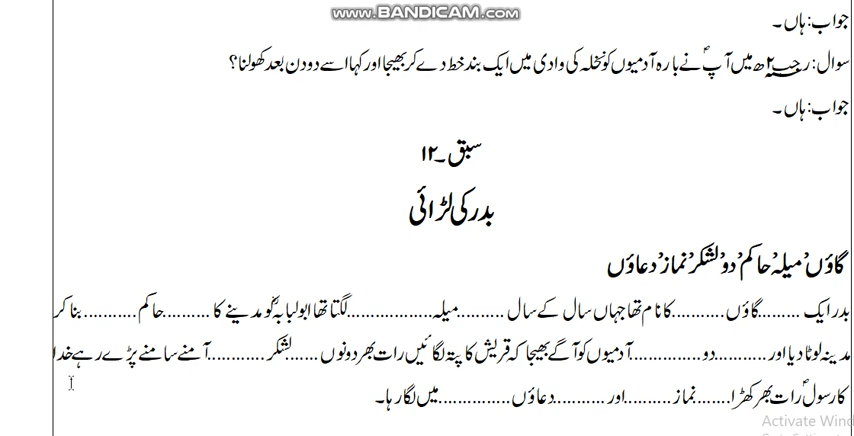 www.BANDICAM.com
جواب: ہاں ۔
سوال: رجب ۲ھ میں آپؐ نے بارہ آدمیوں کو نخلہ کی وادی میں ایک بند خط دے کر بھیجا اور کہا اسے دو دن بعد کھولنا؟
جواب: ہاں ۔
سبق ۔۱۲
بدر کی لڑائی
گاؤں’ میلہ’ حاکم’ دو’ لشکر’ نماز’ دعاؤں
بدر ایک ........گاؤں...........کا نام تھا جہاں سال کے سال .........میلہ.................لگتا تھا ابولبابہؓ کو مدینے کا ..........حاکم...........بنا کر
مدینہ لوٹا دیا اور...........دو...............آدمیوں کو آگے بھیجا کہ قریش کا پتہ لگائیں رات بھر دونوں ......لشکر............آمنے سامنے پڑے رہے خدا
کا رسولؐ رات بھر کھڑا.......نماز..........اور...........دعاؤں...............میں لگا رہا۔
Activate Wind